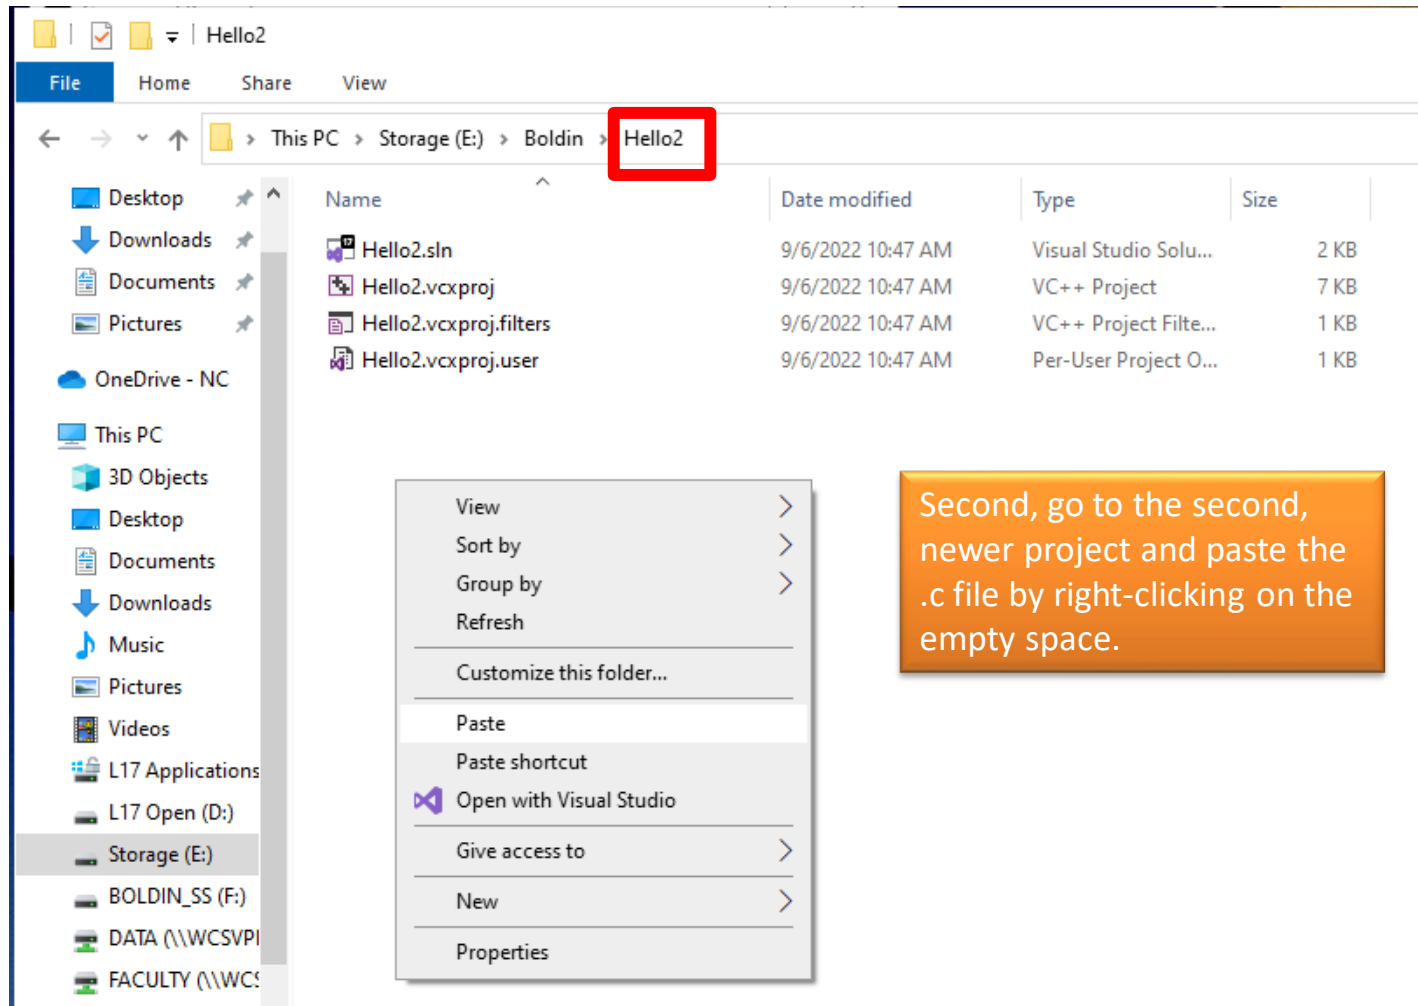 Hello2
File Home Share View
This PC > Storage (E:) > Boldin > Hello2
Desktop
Downloads
Documents
Pictures
OneDrive - NC
This PC
3D Objects
Desktop
Documents
Downloads
Music
Pictures
Videos
L17 Applications
L17 Open (D:)
Storage (E:)
BOLDIN_SS (F:)
DATA (\\WCSVPI
FACULTY (\\WCS
Name Date modified Type Size
Hello2.sln 9/6/2022 10:47 AM Visual Studio Solu... 2 KB
Hello2.vcxproj 9/6/2022 10:47 AM VC++ Project 7 KB
Hello2.vcxproj.filters 9/6/2022 10:47 AM VC++ Project Filte... 1 KB
Hello2.vcxproj.user 9/6/2022 10:47 AM Per-User Project O... 1 KB
View
Sort by
Group by
Refresh
Customize this folder...
Paste
Paste shortcut
Open with Visual Studio
Give access to
New
Properties
Second, go to the second,
newer project and paste the
.c file by right-clicking on the
empty space.